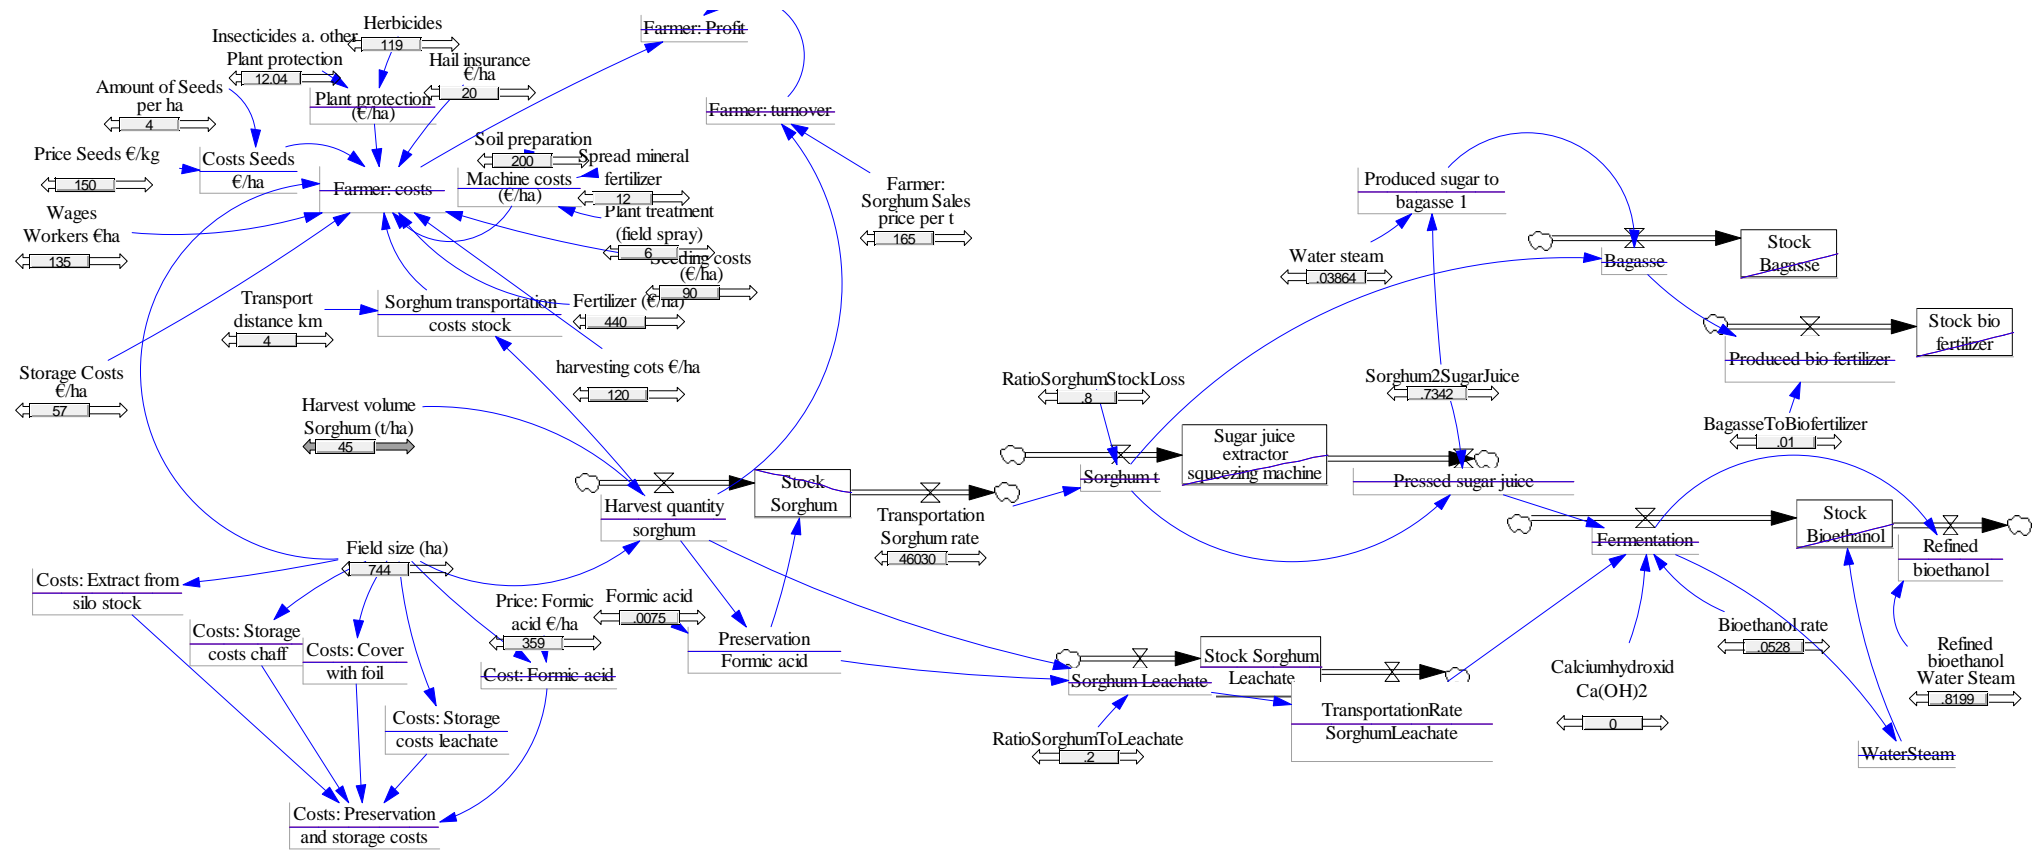 Herbicides
119
Insecticides a. other
Plant protection
12.04
Hail insurance
€/ha
20
Farmer: Profit
Amount of Seeds
per ha
4
Plant protection
(€/ha)
Farmer: turnover
Price Seeds €/kg
150
Costs Seeds
€/ha
Farmer: costs
Soil preparation
200
Machine costs
(€/ha)
Spread mineral
fertilizer
12
Plant treatment
(field spray)
6
Seeding costs
(€/ha)
90
Wages
Workers €ha
135
Farmer:
Sorghum Sales
price per t
165
Transport
distance km
4
Sorghum transportation
costs stock
Fertilizer (€/ha)
440
Storage Costs
€/ha
57
harvesting cots €/ha
120
Harvest volume
Sorghum (t/ha)
45
Produced sugar to
bagasse 1
Water steam
.03864
Bagasse
Stock
Bagasse
Stock bio
fertilizer
Produced bio fertilizer
BagasseToBiofertilizer
.01
RatioSorghumStockLoss
.8
Sorghum2SugarJuice
.7342
Sorghum t
Sugar juice
extractor
squeezing machine
Pressed sugar juice
Harvest quantity
sorghum
Stock
Sorghum
Transportation
Sorghum rate
46030
Fermentation
Stock
Bioethanol
Refined
bioethanol
Field size (ha)
744
Costs: Extract from
silo stock
Costs: Storage
costs chaff
Costs: Cover
with foil
Costs: Storage
costs leachate
Price: Formic
acid €/ha
359
Cost: Formic acid
Formic acid
.0075
Preservation
Formic acid
Stock Sorghum
Leachate
Sorghum Leachate
TransportationRate
SorghumLeachate
RatioSorghumToLeachate
.2
Calciumhydroxid
Ca(OH)2
0
Bioethanol rate
.0528
Refined
bioethanol
Water Steam
.8199
WaterSteam
Costs: Preservation
and storage costs